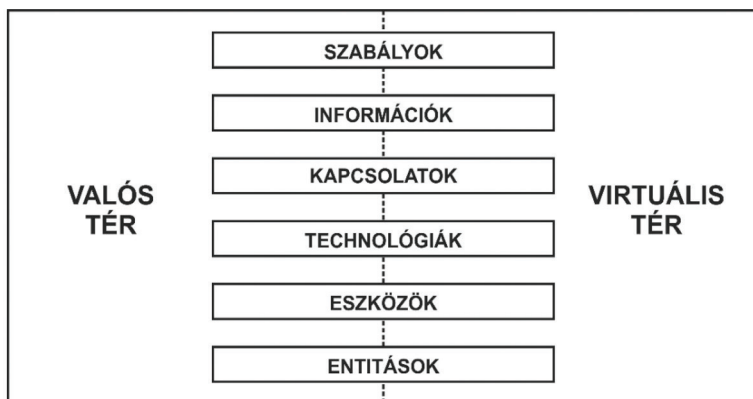 SZABÁLYOK
INFORMÁCIÓK
KAPCSOLATOK
VALÓS
TÉR
VIRTUÁLIS
TÉR
TECHNOLÓGIÁK
ESZKÖZÖK
ENTITÁSOK